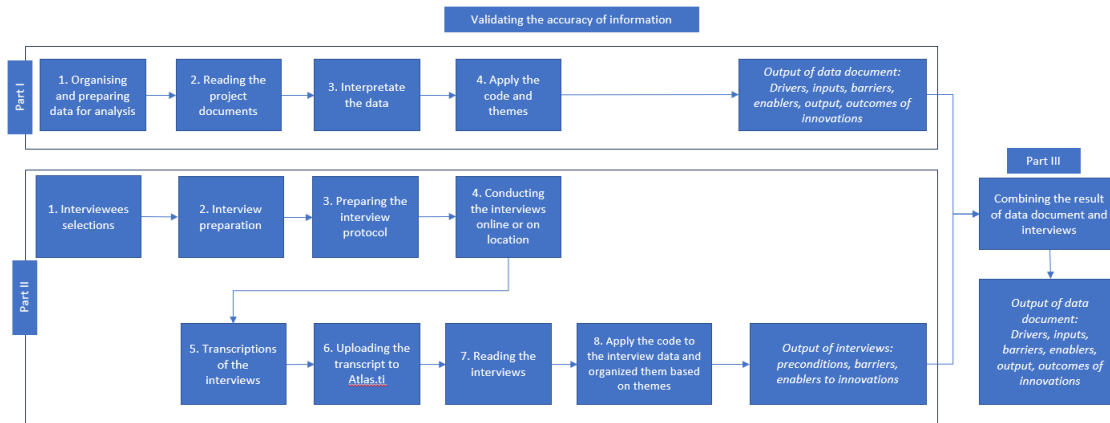 Validating the accuracy of information
Part I
1. Organising
and preparing
data for analysis
2. Reading the
project
documents
3. Interpretate
the data
4. Apply the
code and
themes
Output of data document:
Drivers, inputs, barriers,
enablers, output, outcomes of
innovations
Part II
1. Interviewees
selections
2. Interview
preparation
3. Preparing the
interview
protocol
4. Conducting
the interviews
online or on
location
5. Transcriptions
of the
interviews
6. Uploading the
transcript to
Atlas.ti
7. Reading the
interviews
8. Apply the code to
the interview data and
organized them based
on themes
Output of interviews:
preconditions, barriers,
enablers to innovations
Part III
Combining the result
of data document and
interviews
Output of data
document:
Drivers, inputs,
barriers, enablers,
output, outcomes of
innovations